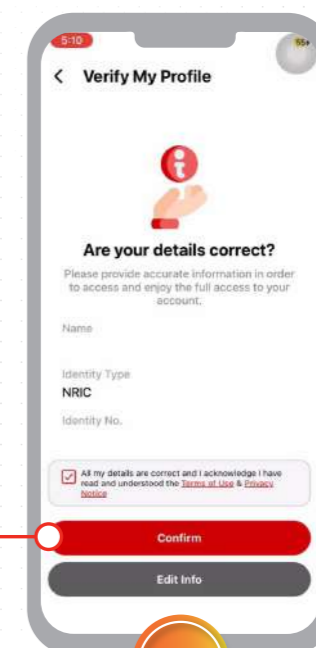 5:10
55+
Verify My Profile
Are your details correct?
Please provide accurate information in order
to access and enjoy the full access to your
account.
Name
Identity Type
NRIC
Identity No.
All my details are correct and I acknowledge I have
read and understood the Terms of Use & Privacy
Notice
Confirm
Edit Info